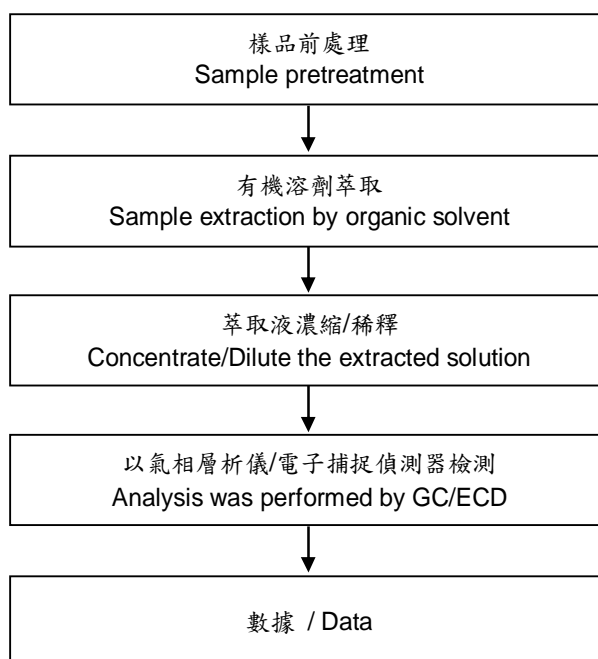 樣品前處理
Sample pretreatment
有機溶劑萃取
Sample extraction by organic solvent
萃取液濃縮/稀釋
Concentrate/Dilute the extracted solution
以氣相層析儀/電子捕捉偵測器檢測
Analysis was performed by GC/ECD
數據 / Data